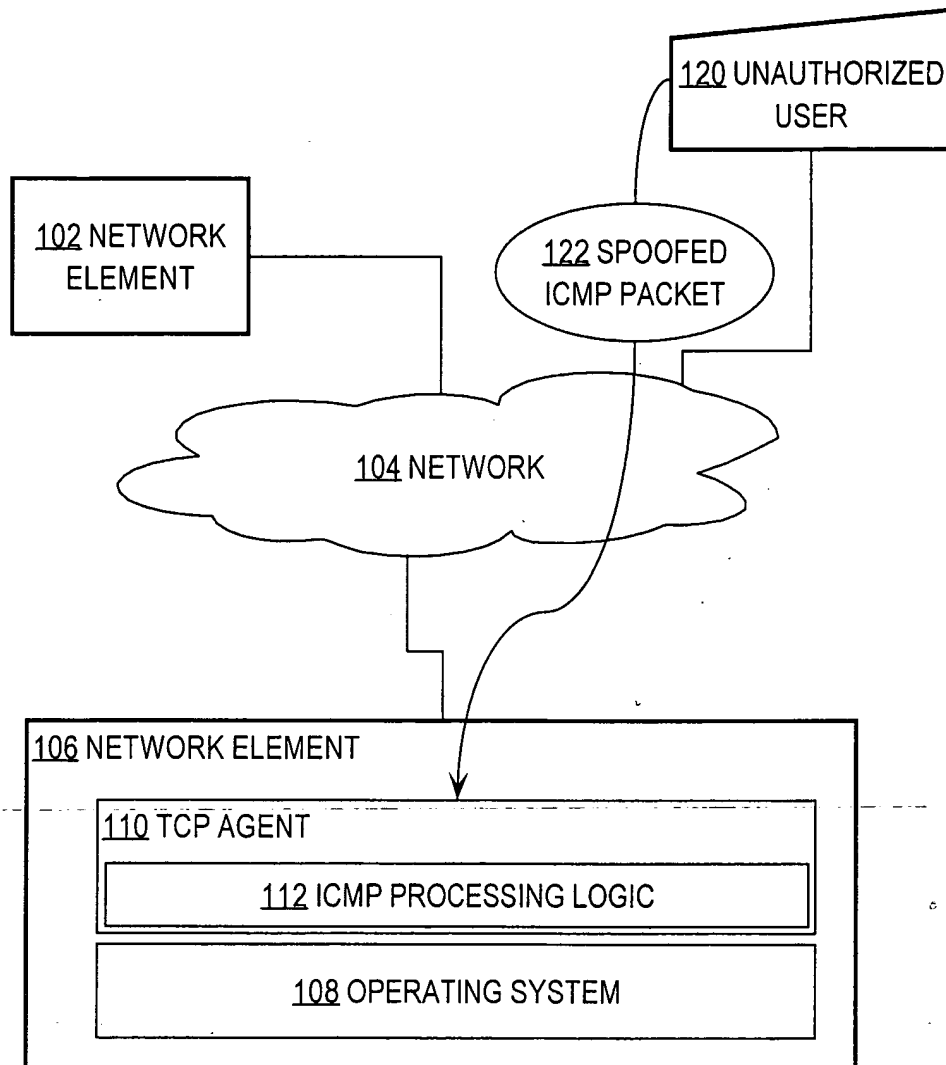 120 UNAUTHORIZED
USER
102 NETWORK
ELEMENT
122 SPOOFED
ICMP PACKET
104 NETWORK
106 NETWORK ELEMENT
110 TCP AGENT
112 ICMP PROCESSING LOGIC
108 OPERATING SYSTEM